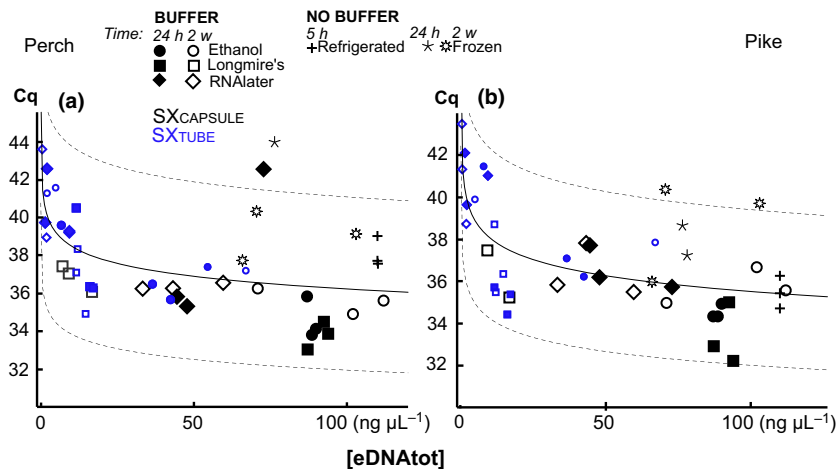 BUFFER NO BUFFER
Perch Time: 24 h 2 w 5 h 24 h 2 w Pike
Ethanol Refrigerated Frozen
Longmire's
RNAlater
Cq (a) Cq (b)
SXCAPSULE
SXTUBE
44
42
40
38
36
34
32
0 50 100 (ng µL⁻¹)
42
40
38
36
34
32
0 50 100 (ng µL⁻¹)
[eDNAtot]